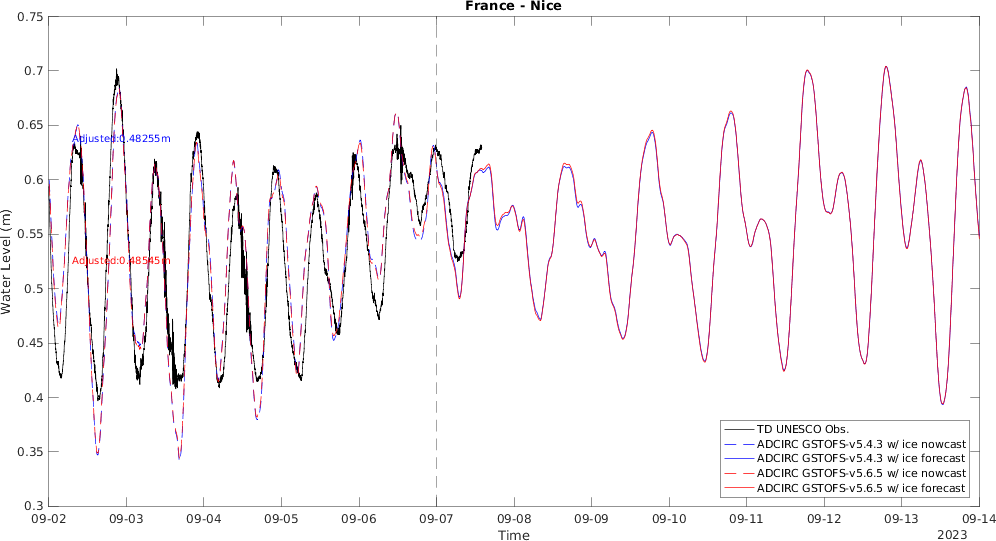 France - Nice
0.75
0.7
0.65
0.6
0.55
0.5
0.45
0.4
0.35
0.3
Water Level (m)
Adjusted:0.48255m
Adjusted:0.48545m
TD UNESCO Obs.
ADCIRC GSTOFS-v5.4.3 w/ ice nowcast
ADCIRC GSTOFS-v5.4.3 w/ ice forecast
ADCIRC GSTOFS-v5.6.5 w/ ice nowcast
ADCIRC GSTOFS-v5.6.5 w/ ice forecast
09-02 09-03 09-04 09-05 09-06 09-07 09-08 09-09 09-10 09-11 09-12 09-13 09-14
Time
2023